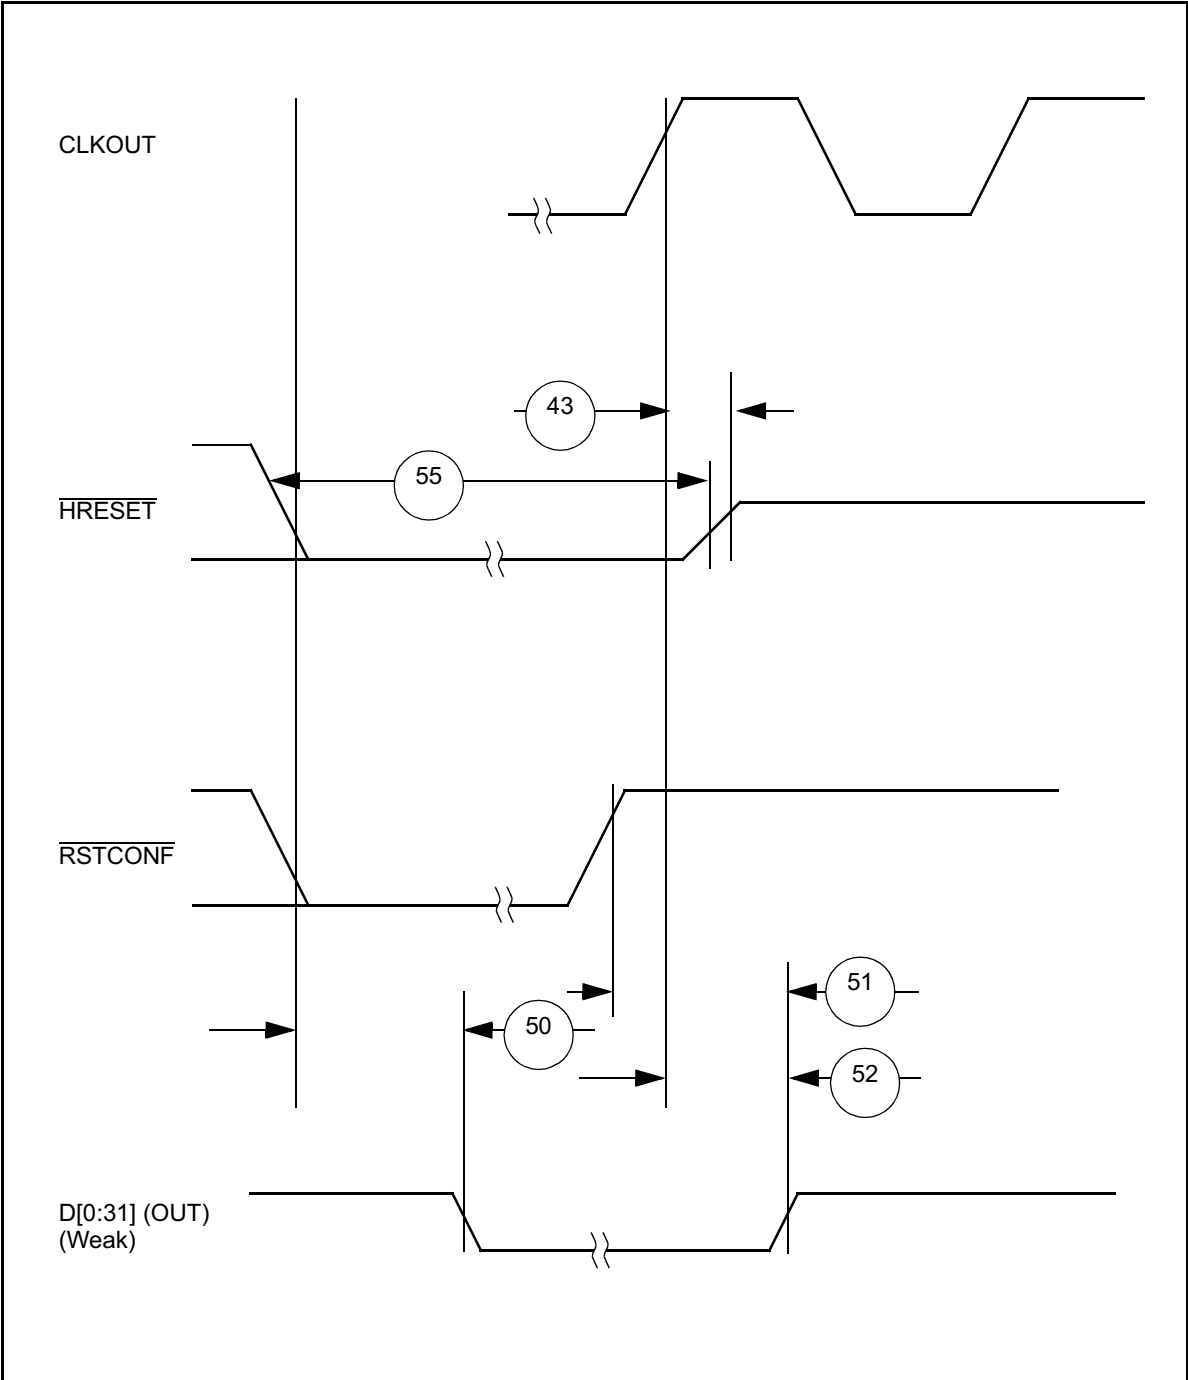 CLKOUT
43
55
HRESET
RSTCONF
51
50
52
D[0:31] (OUT)
(Weak)